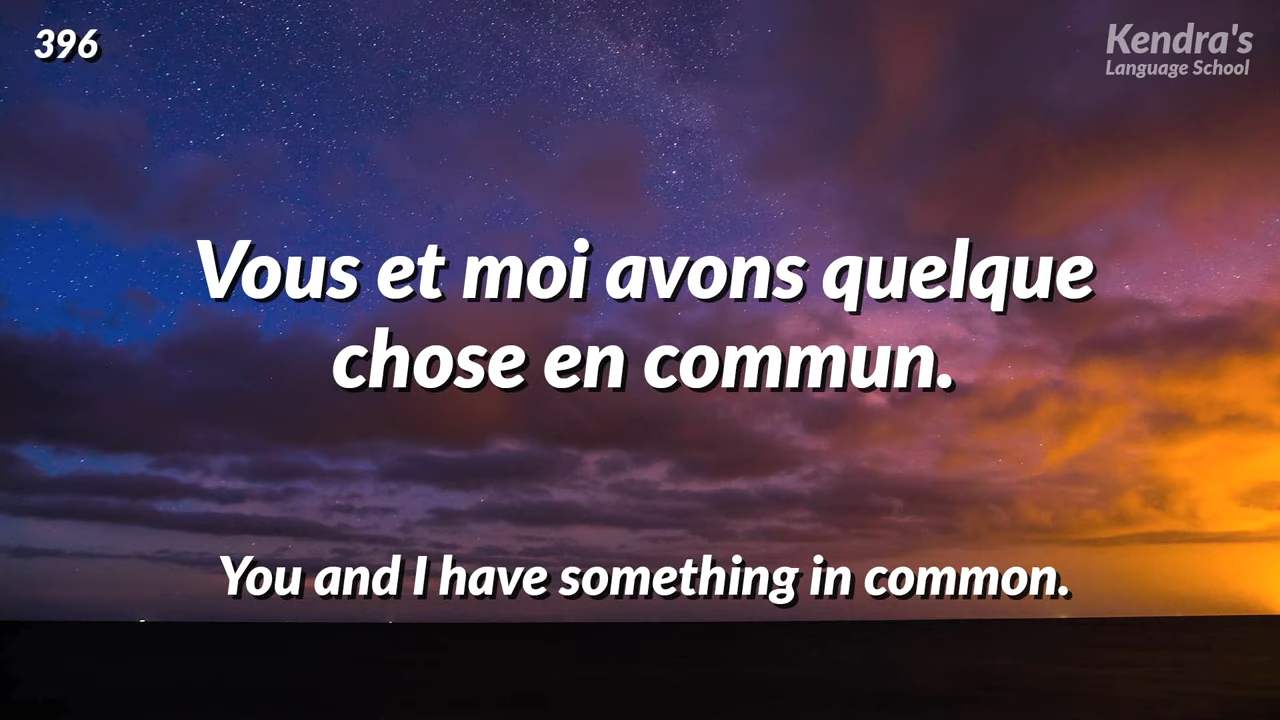 396
Kendra's
Language School
Vous et moi avons quelque
chose en commun.
You and I have something in common.